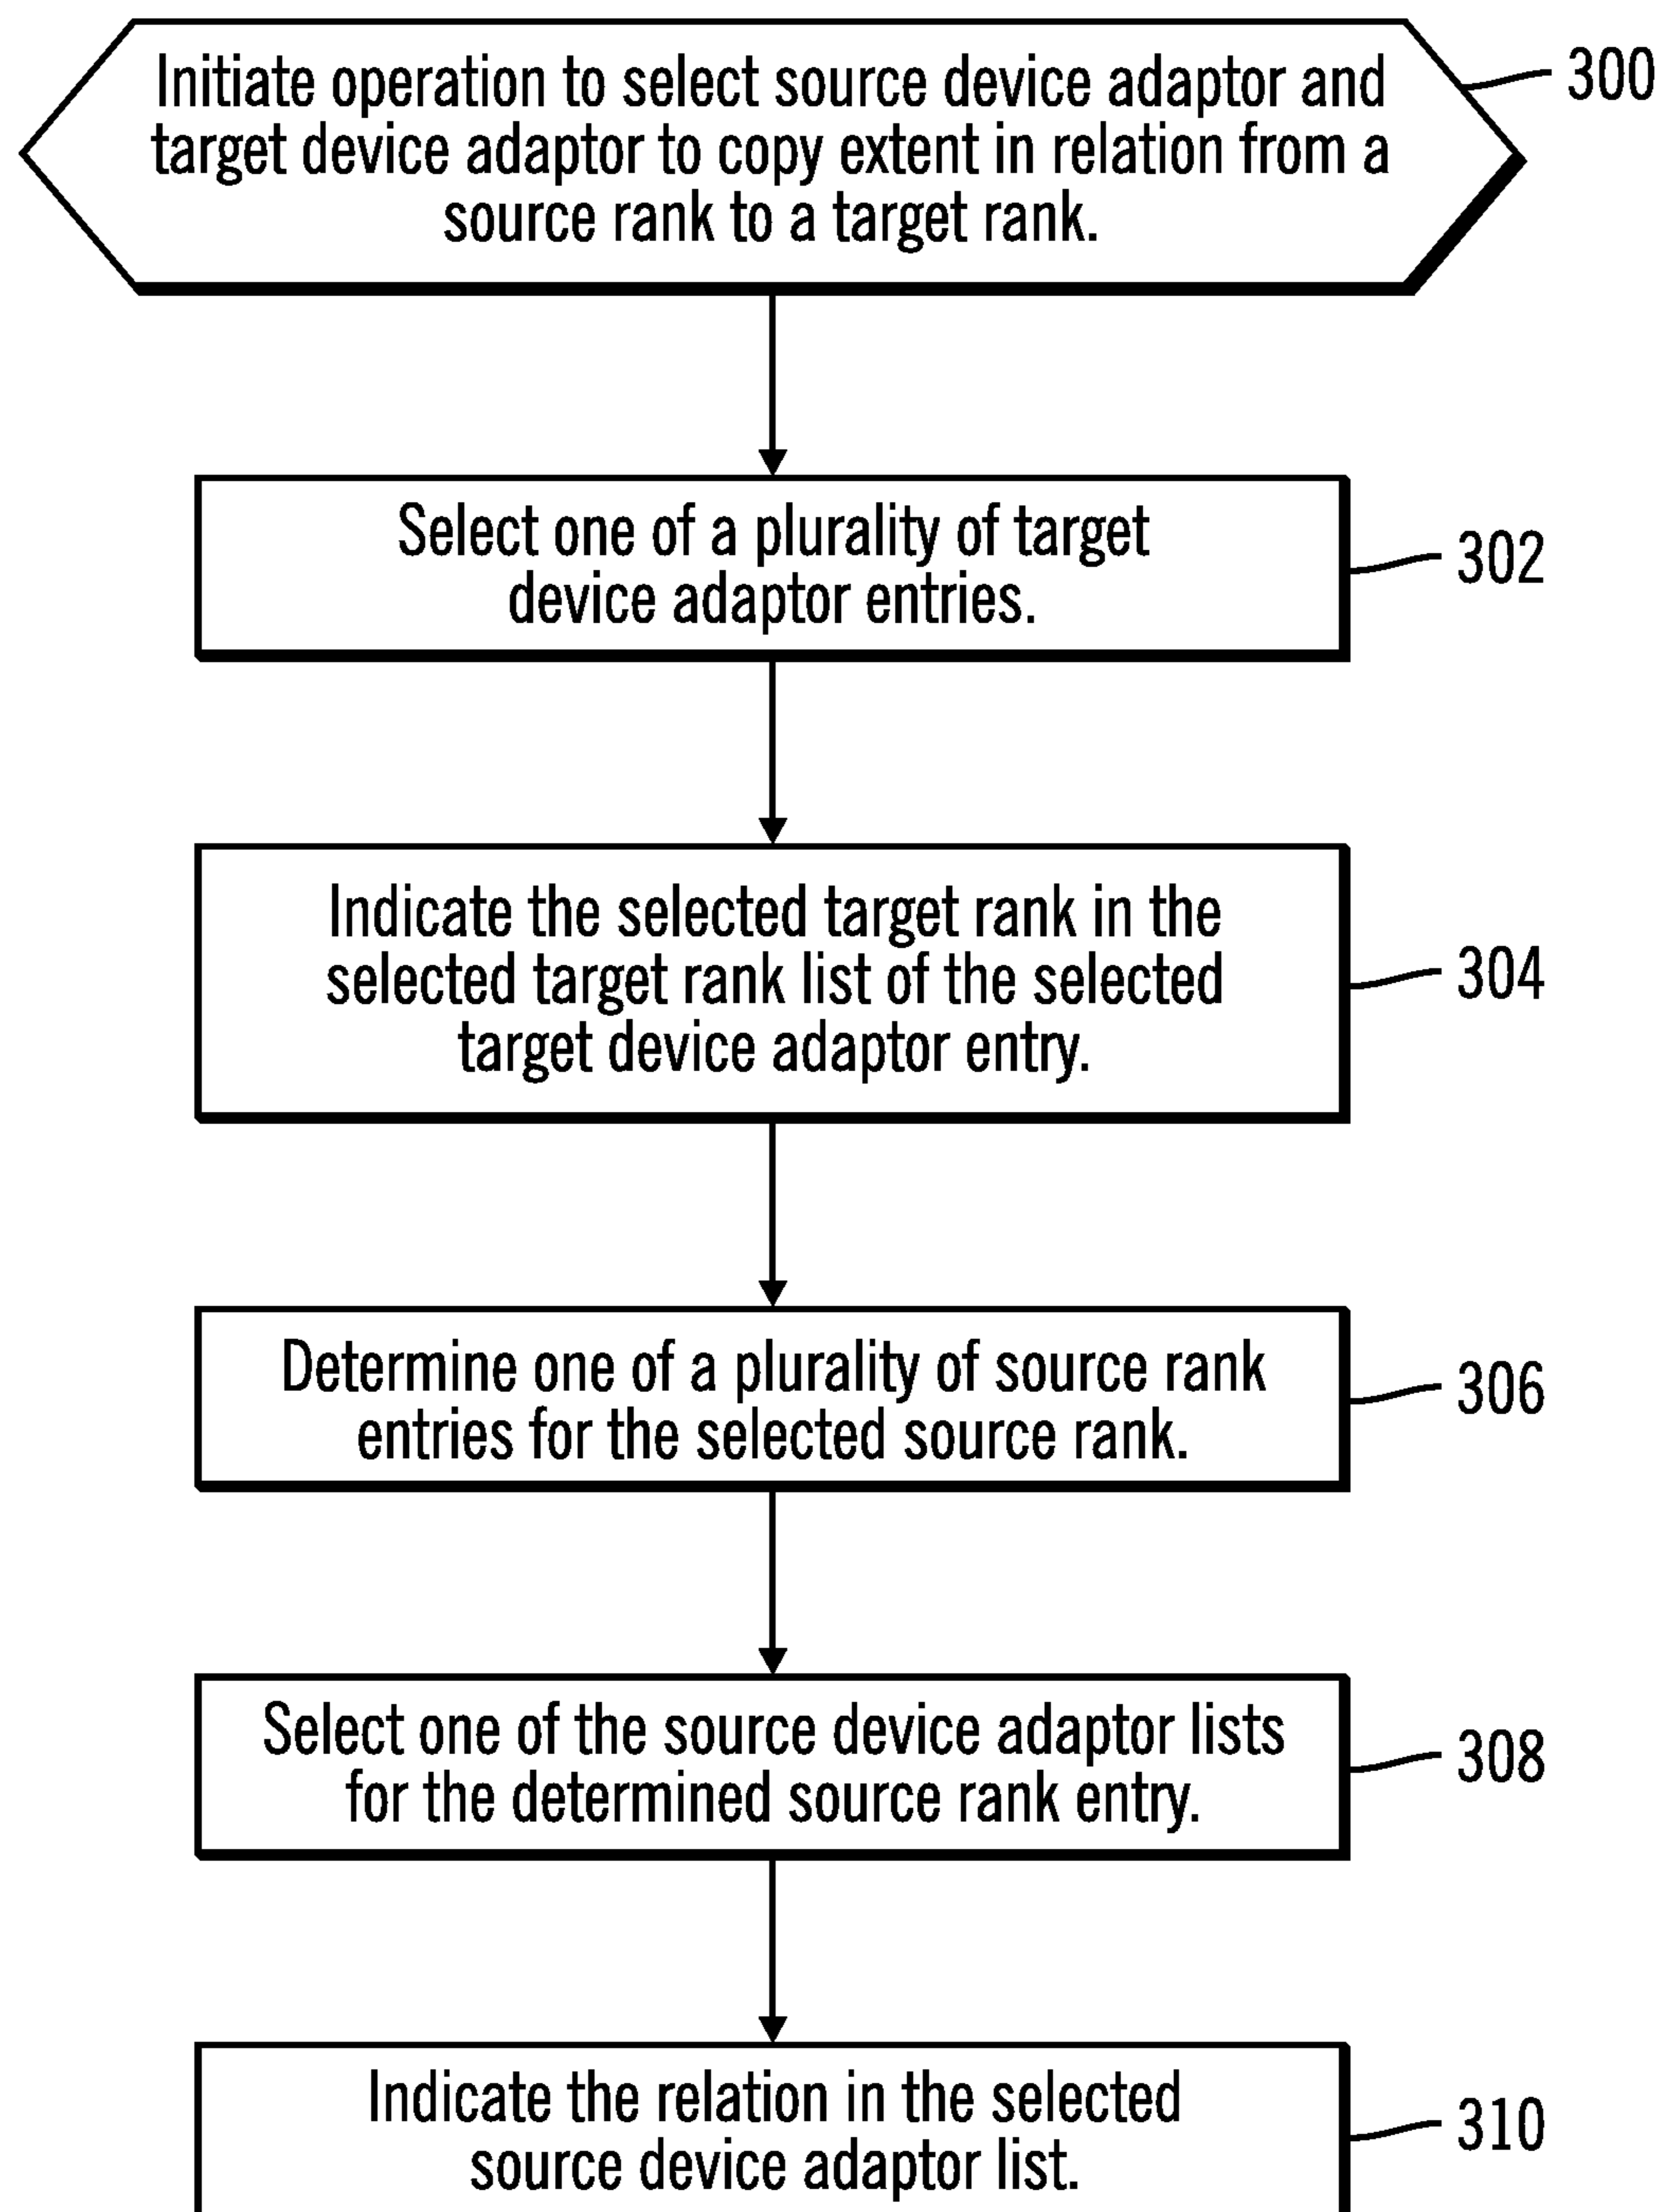 Initiate operation to select source device adaptor and
target device adaptor to copy extent in relation from a
source rank to a target rank.
300
Select one of a plurality of target
device adaptor entries.
302
Indicate the selected target rank in the
selected target rank list of the selected
target device adaptor entry.
304
Determine one of a plurality of source rank
entries for the selected source rank.
306
Select one of the source device adaptor lists
for the determined source rank entry.
308
Indicate the relation in the selected
source device adaptor list.
310